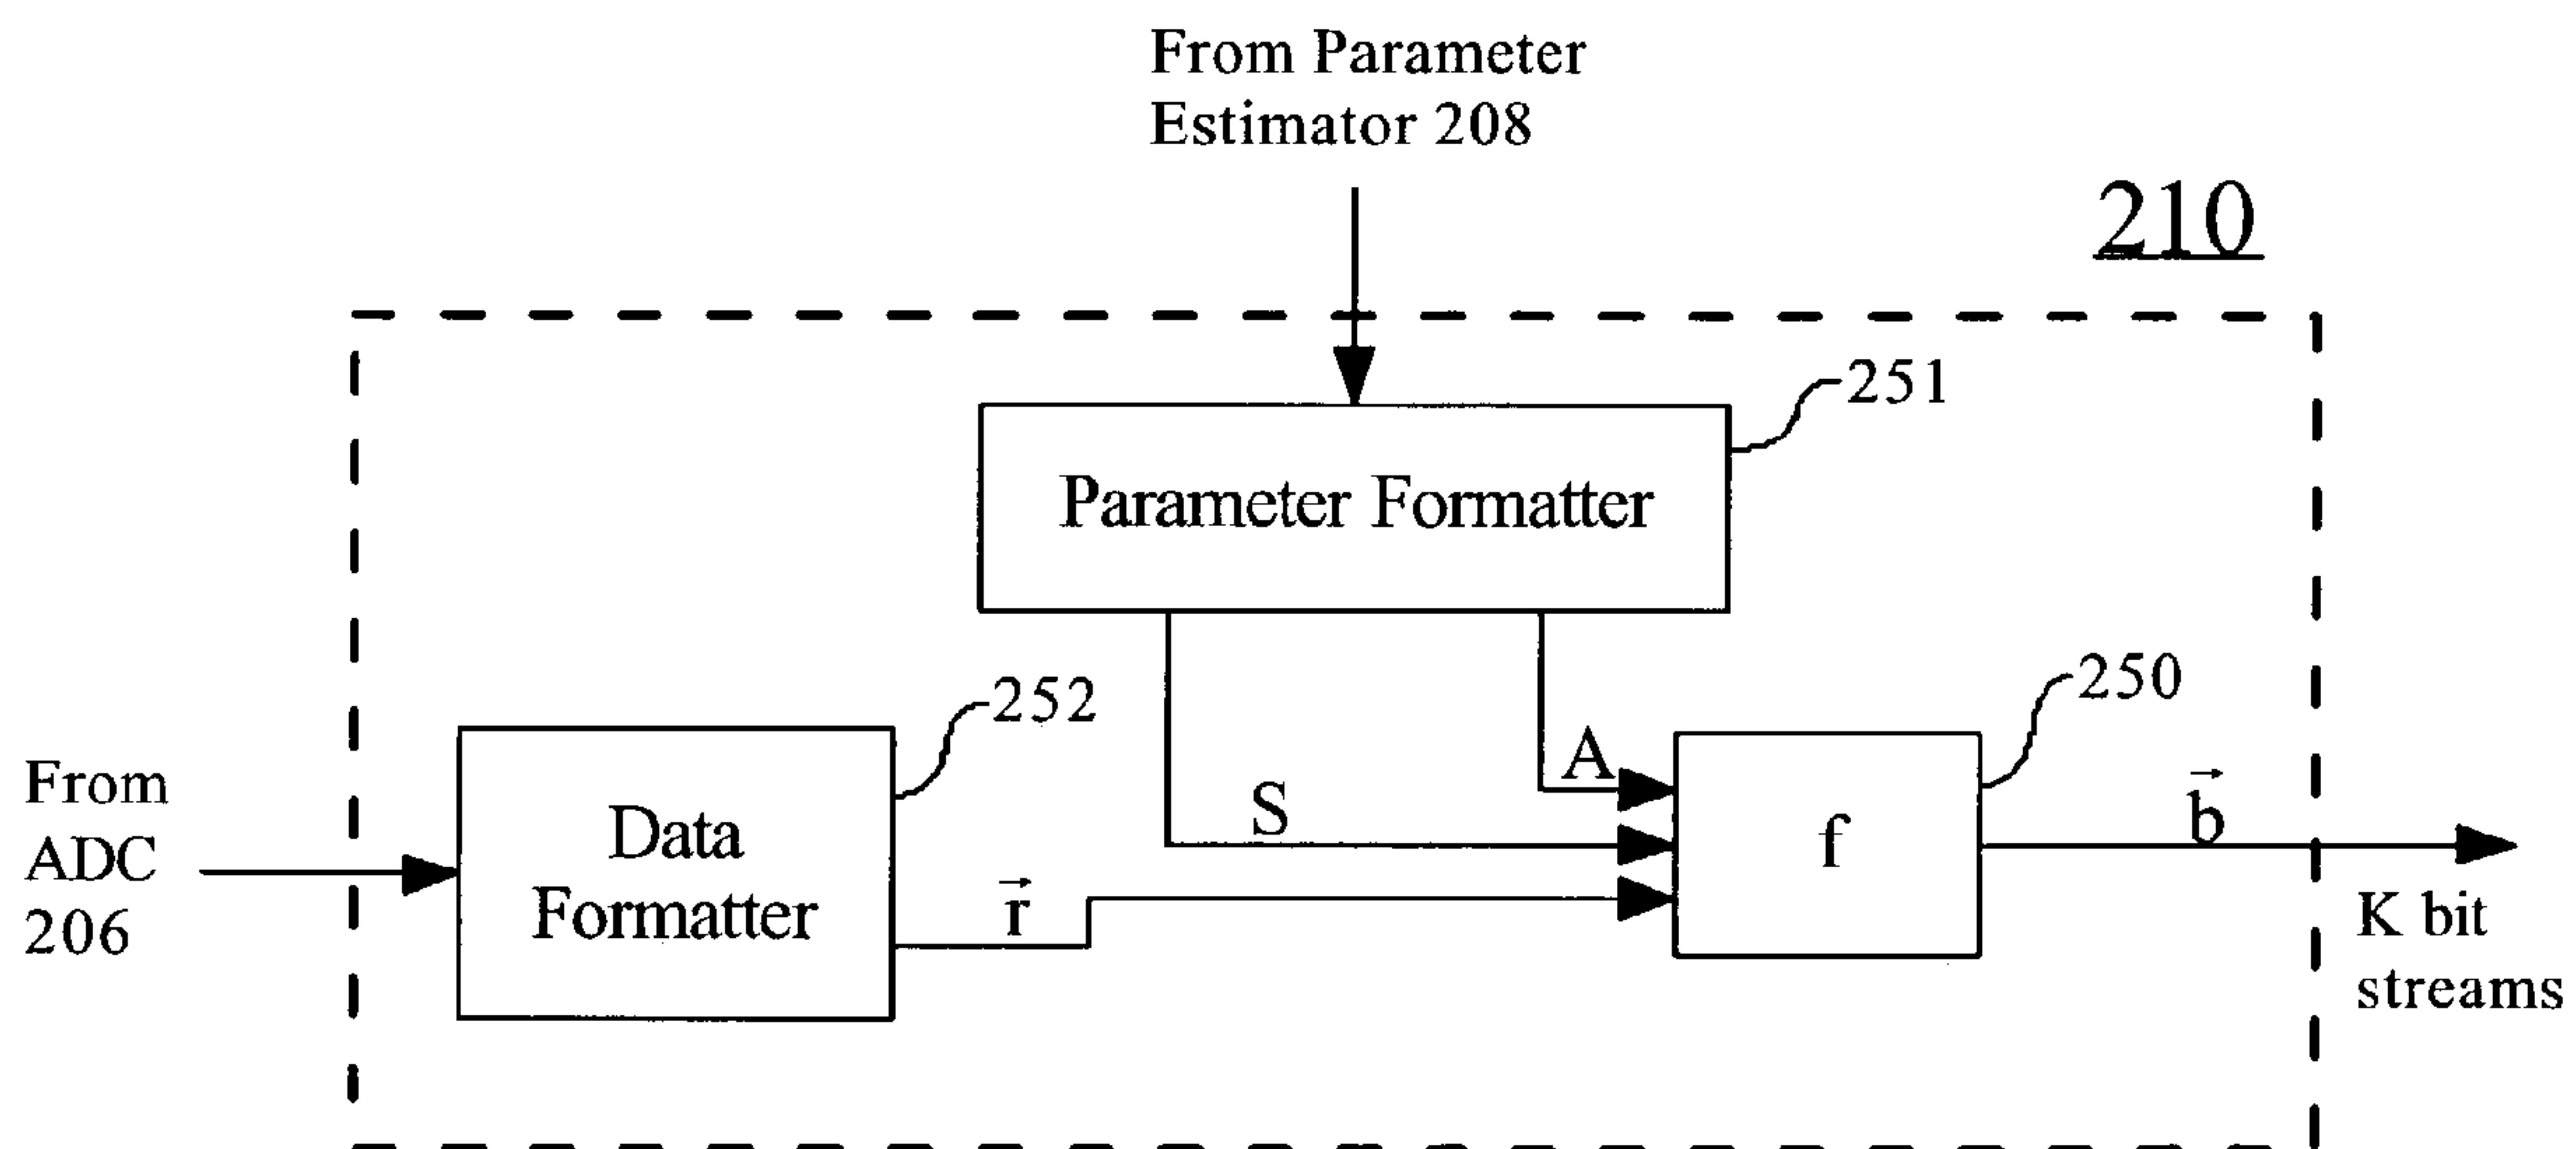 From Parameter
Estimator 208
210
251
Parameter Formatter
252
250
From
ADC
206
Data
Formatter
A
S
r⃗
f
b⃗
K bit
streams